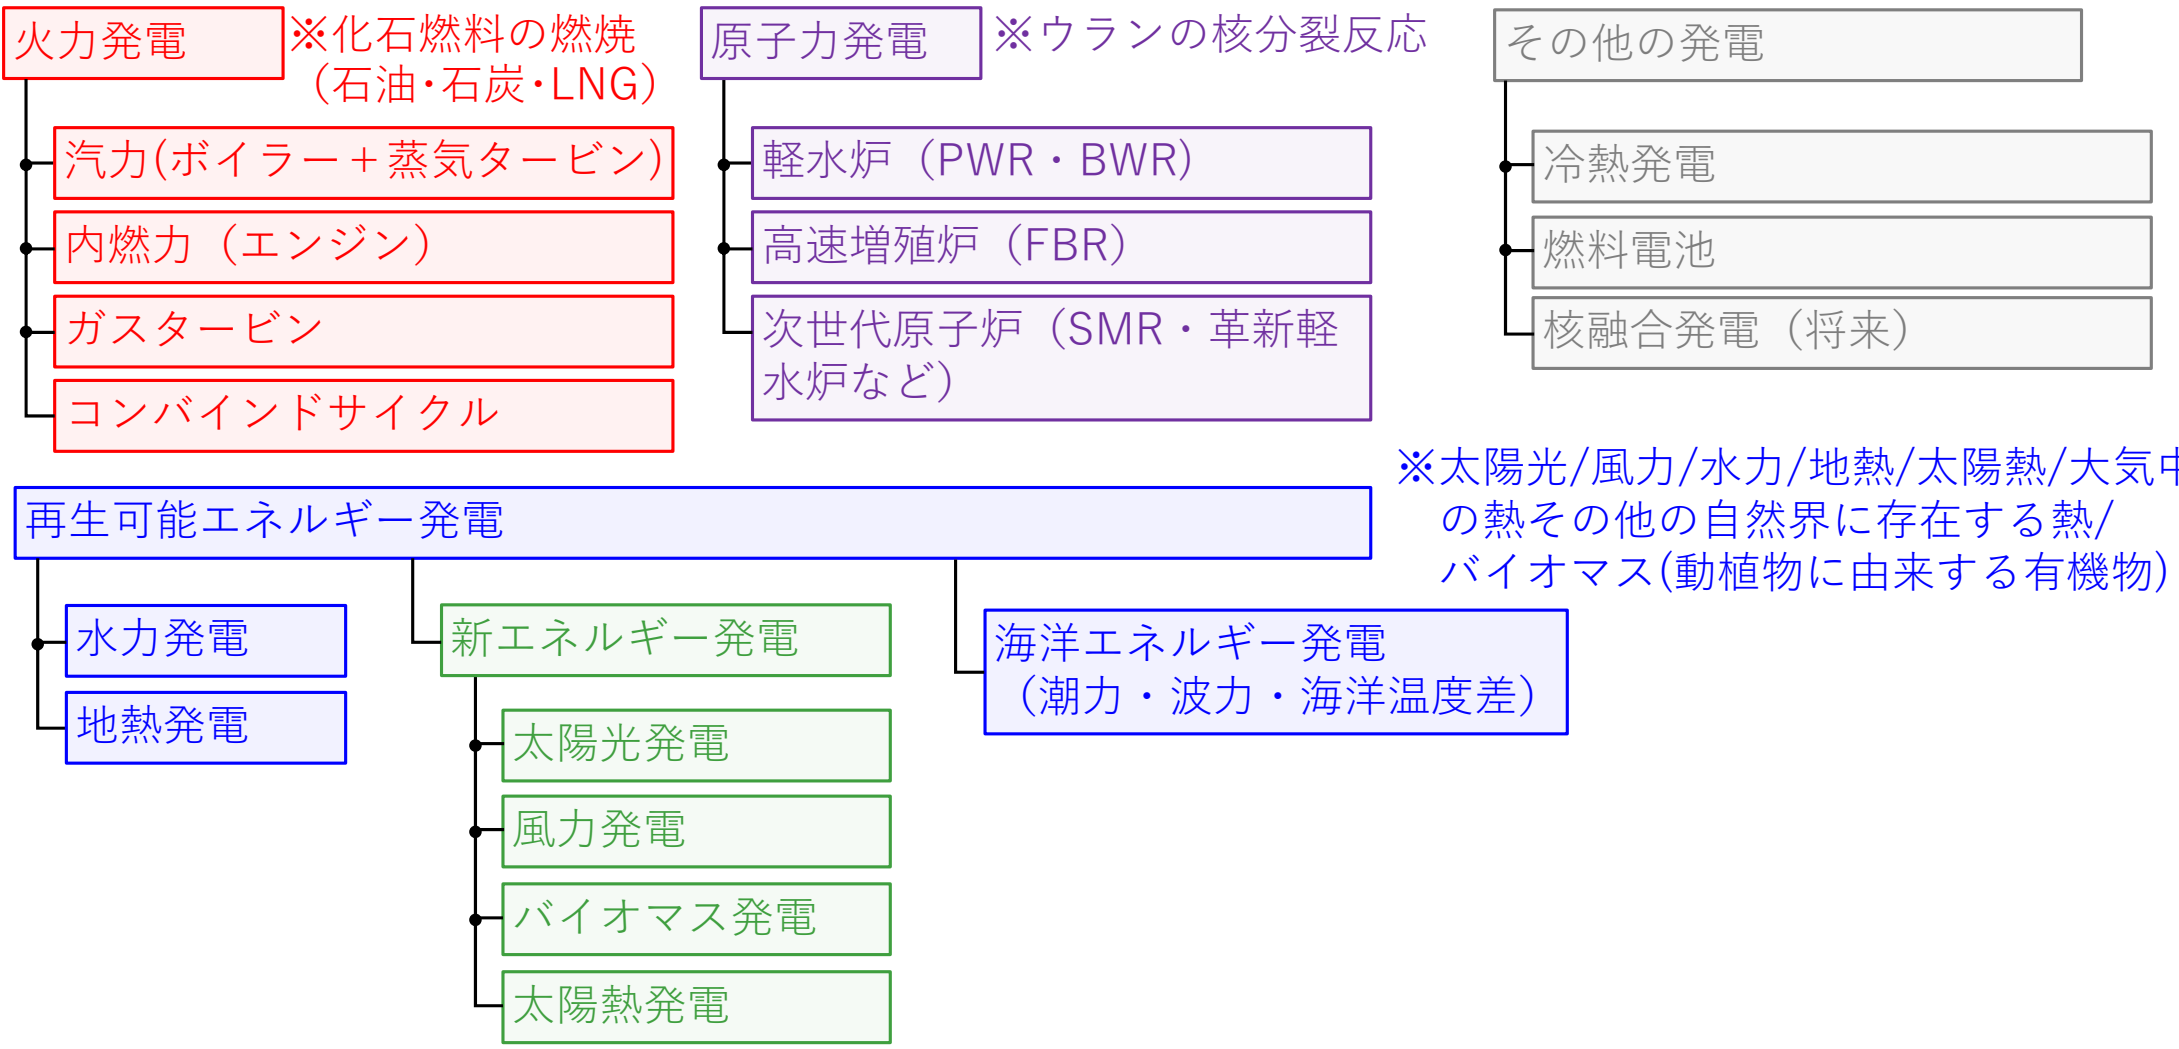 火力発電
※化石燃料の燃焼
（石油・石炭・LNG）
汽力(ボイラー＋蒸気タービン)
内燃力（エンジン）
ガスタービン
コンバインドサイクル
原子力発電
※ウランの核分裂反応
軽水炉（PWR・BWR)
高速増殖炉（FBR）
次世代原子炉（SMR・革新軽
水炉など）
その他の発電
冷熱発電
燃料電池
核融合発電（将来）
再生可能エネルギー発電
※太陽光/風力/水力/地熱/太陽熱/大気中
の熱その他の自然界に存在する熱/
バイオマス(動植物に由来する有機物)
水力発電
地熱発電
新エネルギー発電
太陽光発電
風力発電
バイオマス発電
太陽熱発電
海洋エネルギー発電
（潮力・波力・海洋温度差）